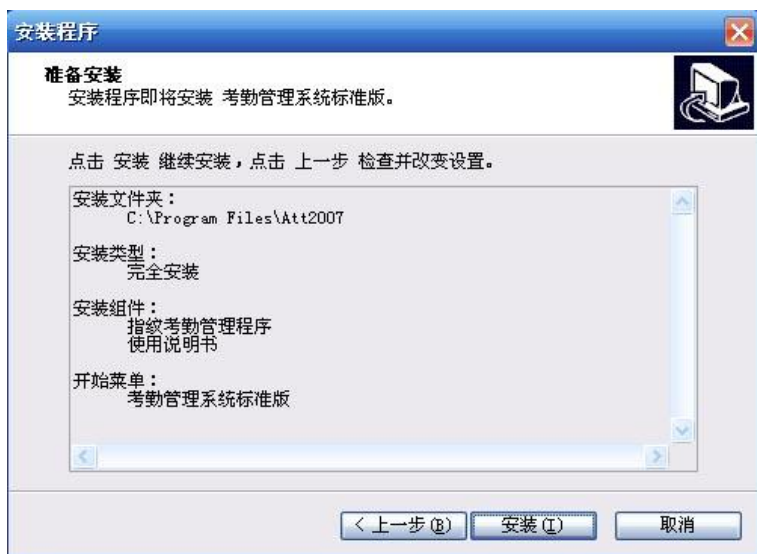 安装程序
准备安装
安装程序即将安装 考勤管理系统标准版。
点击 安装 继续安装,点击 上一步 检查并改变设置。
安装文件夹:
C:\Program Files\Att2007
安装类型:
完全安装
安装组件:
指纹考勤管理程序
使用说明书
开始菜单:
考勤管理系统标准版
< 上一步(B)
安装(I)
取消